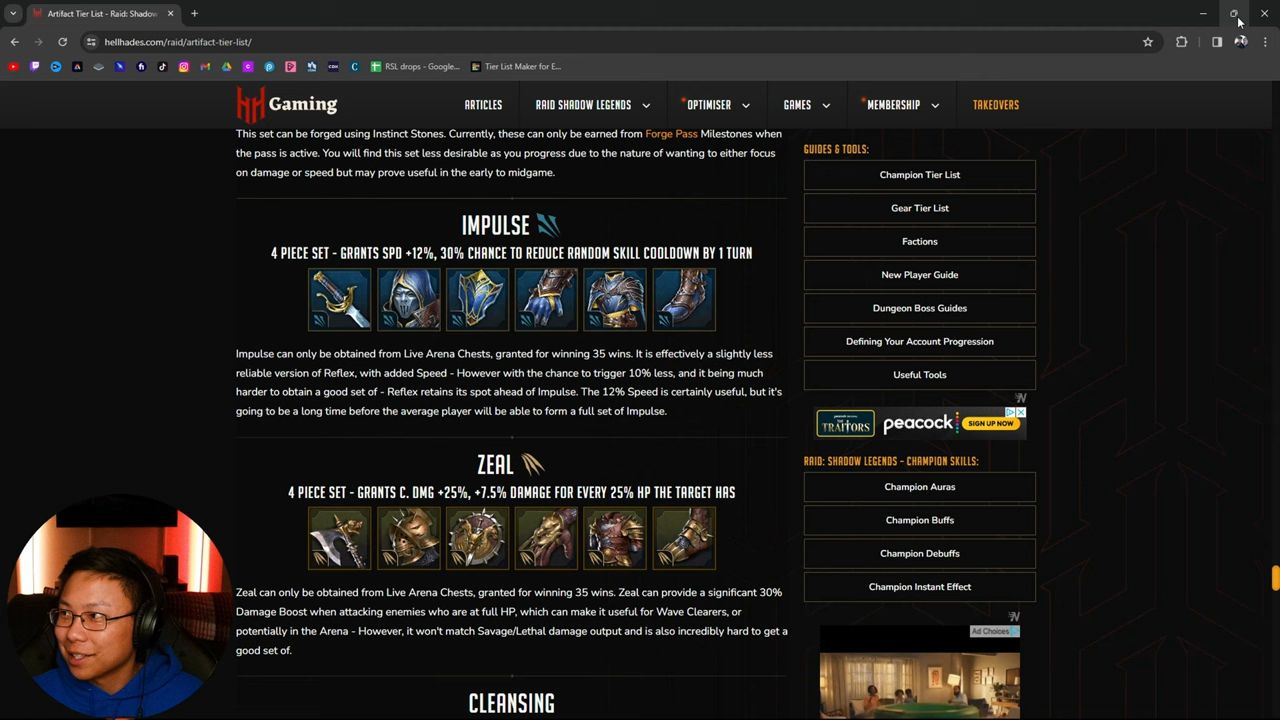 Artifact Tier List - Raid: Shadow
hellhades.com/raid/artifact-tier-list/
RSL drops - Google...
Tier List Maker for E...
Gaming
ARTICLES
RAID SHADOW LEGENDS
OPTIMISER
GAMES
MEMBERSHIP
TAKEOVERS
This set can be forged using Instinct Stones. Currently, these can only be earned from Forge Pass Milestones when
the pass is active. You will find this set less desirable as you progress due to the nature of wanting to either focus
on damage or speed but may prove useful in the early to midgame.
IMPULSE
4 PIECE SET - GRANTS SPD +12%, 30% CHANCE TO REDUCE RANDOM SKILL COOLDOWN BY 1 TURN
Impulse can only be obtained from Live Arena Chests, granted for winning 35 wins. It is effectively a slightly less
reliable version of Reflex, with added Speed - However with the chance to trigger 10% less, and it being much
harder to obtain a good set of - Reflex retains its spot ahead of Impulse. The 12% Speed is certainly useful, but it's
going to be a long time before the average player will be able to form a full set of Impulse.
ZEAL
4 PIECE SET - GRANTS C. DMG +25%, +7.5% DAMAGE FOR EVERY 25% HP THE TARGET HAS
Zeal can only be obtained from Live Arena Chests, granted for winning 35 wins. Zeal can provide a significant 30%
Damage Boost when attacking enemies who are at full HP, which can make it useful for Wave Clearers, or
potentially in the Arena - However, it won't match Savage/Lethal damage output and is also incredibly hard to get a
good set of.
CLEANSING
GUIDES & TOOLS:
Champion Tier List
Gear Tier List
Factions
New Player Guide
Dungeon Boss Guides
Defining Your Account Progression
Useful Tools
TRAITORS
peacock
SIGN UP NOW
RAID: SHADOW LEGENDS – CHAMPION SKILLS:
Champion Auras
Champion Buffs
Champion Debuffs
Champion Instant Effect
Ad Choices